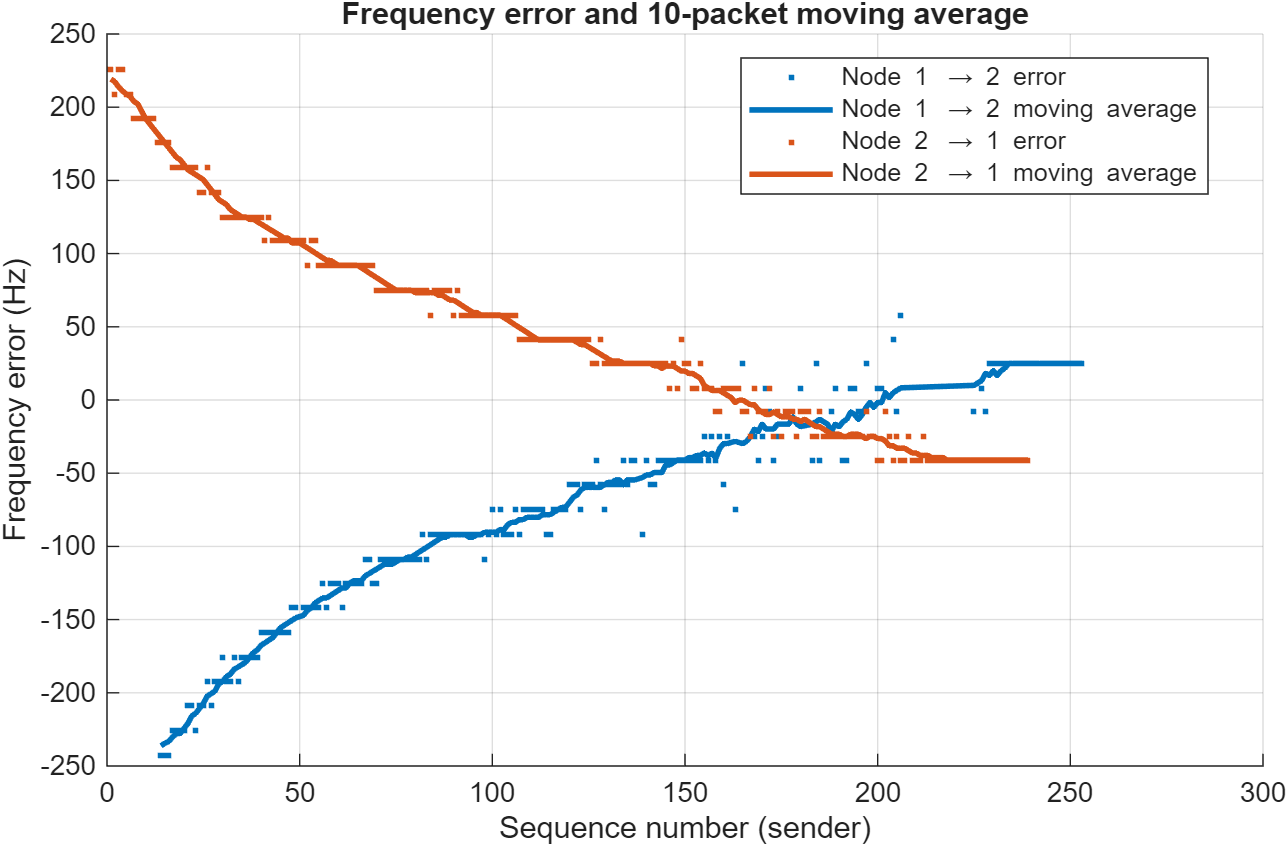 Frequency error and 10-packet moving average
250
200
150
100
50
0
-50
-100
-150
-200
-250
Frequency error (Hz)
Node 1 → 2 error
Node 1 → 2 moving average
Node 2 → 1 error
Node 2 → 1 moving average
0 50 100 150 200 250 300
Sequence number (sender)